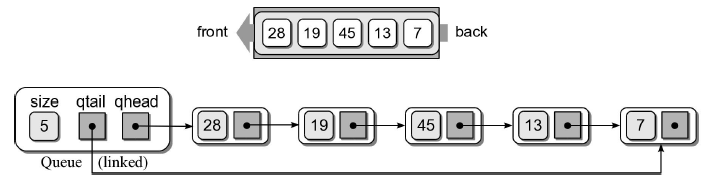 front 28 19 45 13 7 back
size qtail qhead
5 28 19 45 13 7
Queue (linked)